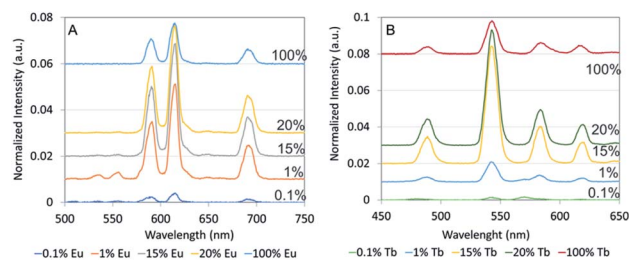 A
Normalized Intenssity (a.u.)
0.08
0.06
0.04
0.02
0
100%
20%
15%
1%
0.1%
500 550 600 650 700 750
Wavelength (nm)
0.1% Eu 1% Eu 15% Eu 20% Eu 100% Eu
B
Normalized Intenssity (a.u.)
0.1
0.08
0.06
0.04
0.02
0
100%
20%
15%
1%
0.1%
450 500 550 600 650
Wavelenght (nm)
0.1% Tb 1% Tb 15% Tb 20% Tb 100% Tb